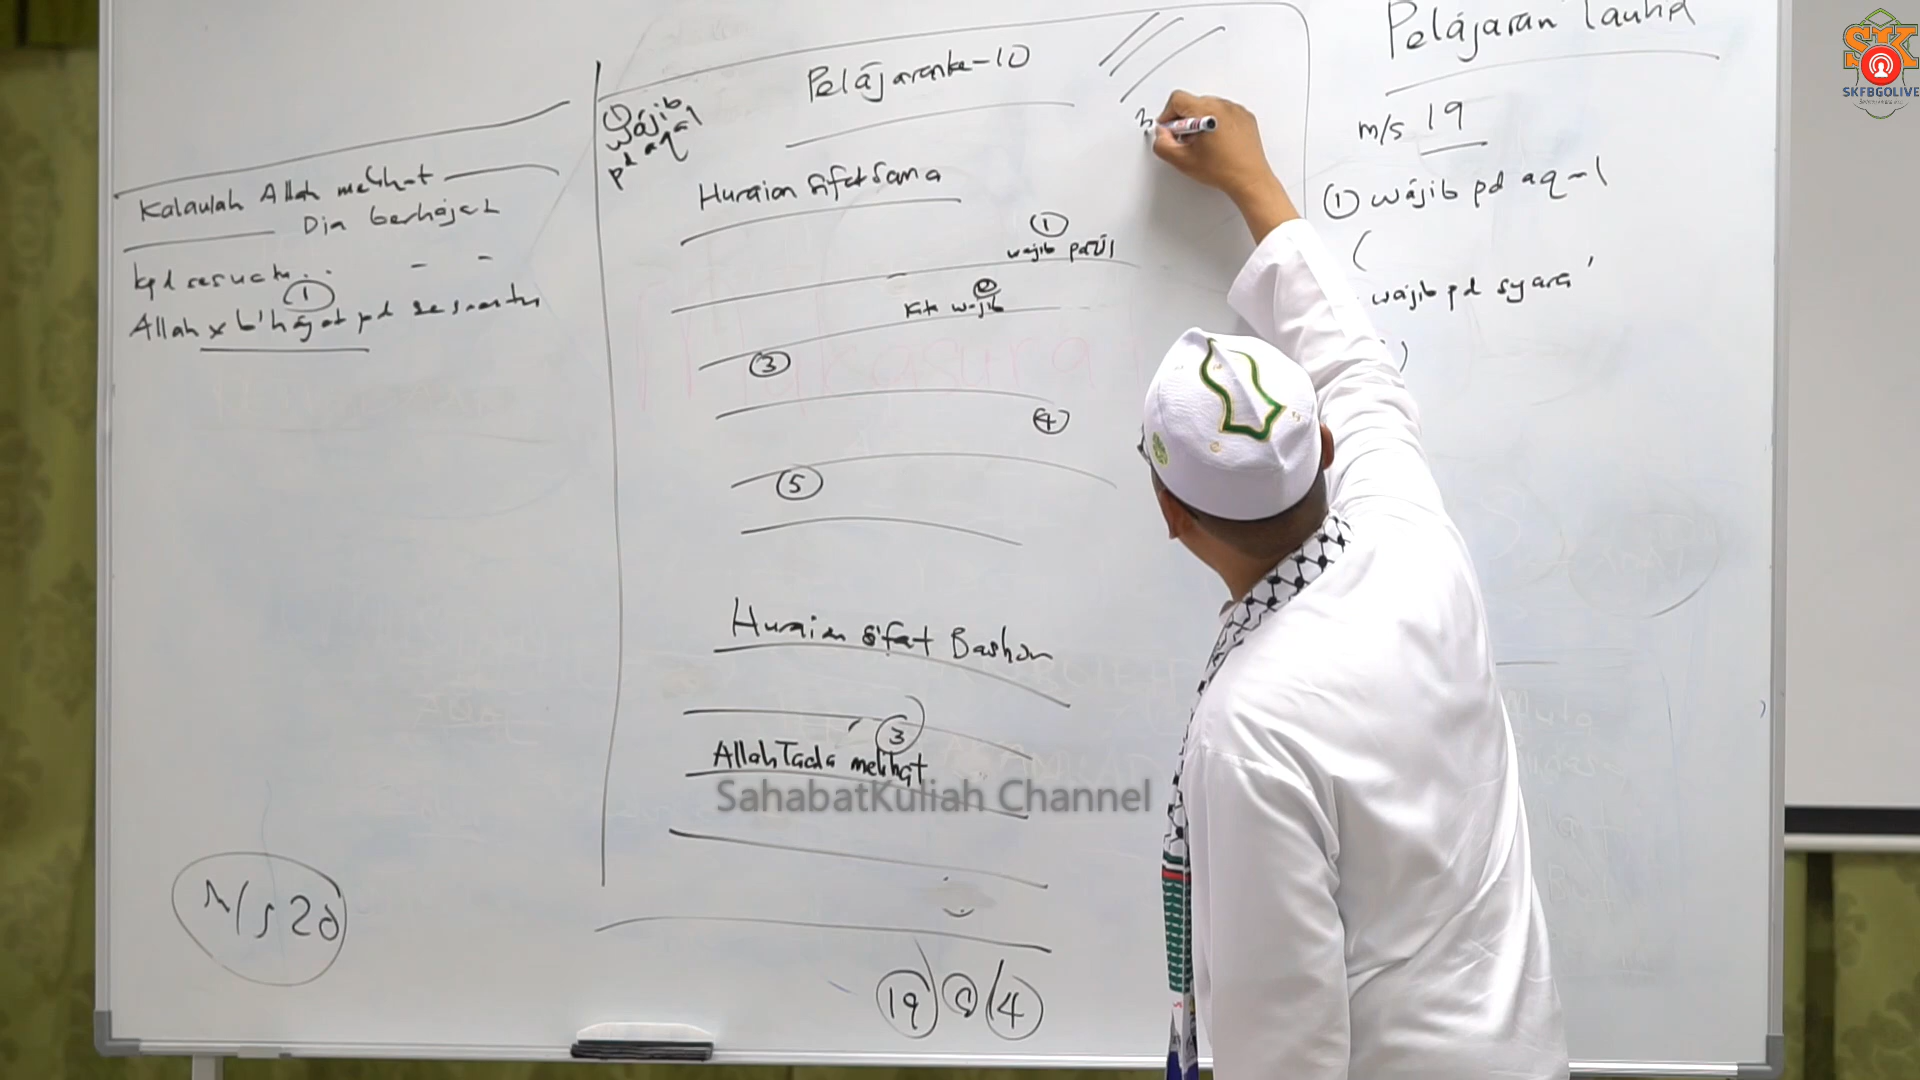 Kalaulah Allah melihat
Dia berhajat
kpd sesuatu..
①
Allah x b'hajat pd sesuatu
M/S 20
① wajib
pd aqal
Pelajaran ke-10
Huraian Sifat Sama
①
wajib pd
②
Kita wajib
③
④
⑤
Huraian Sifat Bashar
③
Allah Taala melihat
SahabatKuliah Channel
19
4
Pelajaran Tauhid
m/s 19
① wajib pd aqal
wajib pd syara'
SKFBGOLIVE